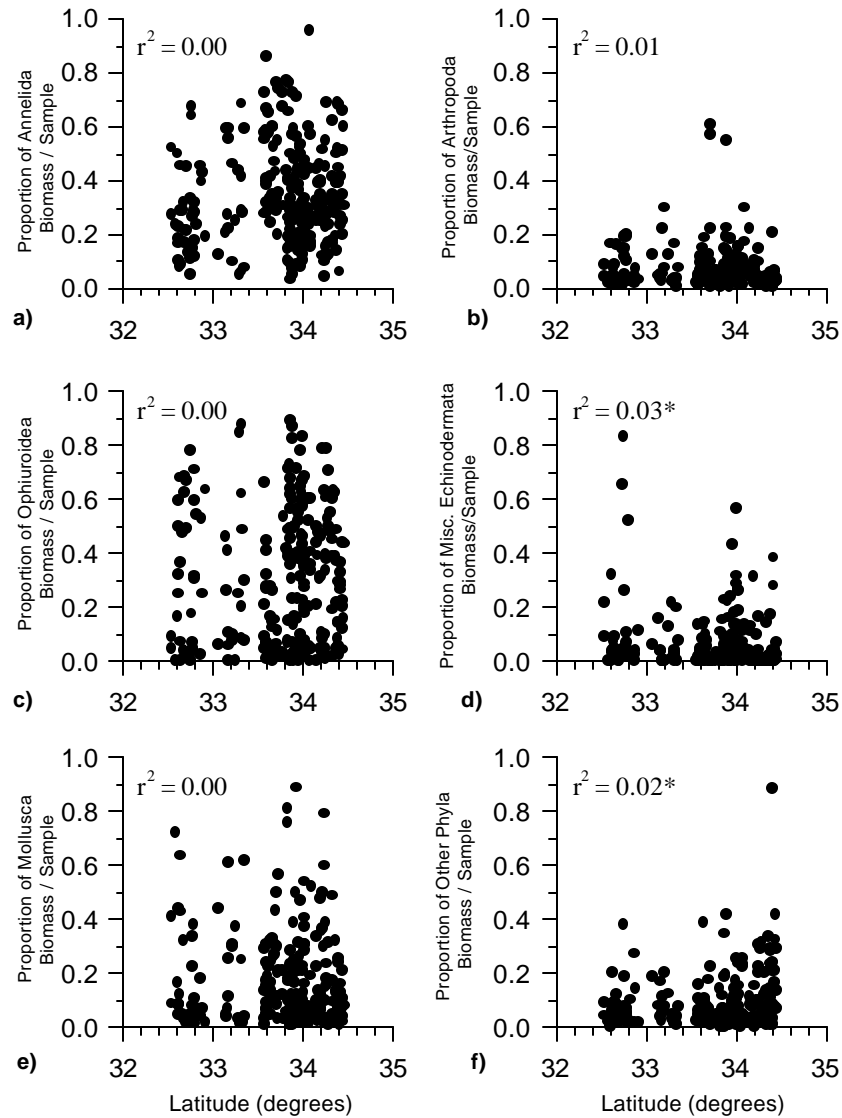 1.0
0.8
0.6
0.4
0.2
0.0
r² = 0.00
Proportion of Annelida
Biomass / Sample
a)
32 33 34 35
1.0
0.8
0.6
0.4
0.2
0.0
r² = 0.01
Proportion of Arthropoda
Biomass/Sample
b)
32 33 34 35
1.0
0.8
0.6
0.4
0.2
0.0
r² = 0.00
Proportion of Ophiuroidea
Biomass / Sample
c)
32 33 34 35
1.0
0.8
0.6
0.4
0.2
0.0
r² = 0.03*
Proportion of Misc. Echinodermata
Biomass/Sample
d)
32 33 34 35
1.0
0.8
0.6
0.4
0.2
0.0
r² = 0.00
Proportion of Mollusca
Biomass / Sample
e)
32 33 34 35
Latitude (degrees)
1.0
0.8
0.6
0.4
0.2
0.0
r² = 0.02*
Proportion of Other Phyla
Biomass / Sample
f)
32 33 34 35
Latitude (degrees)